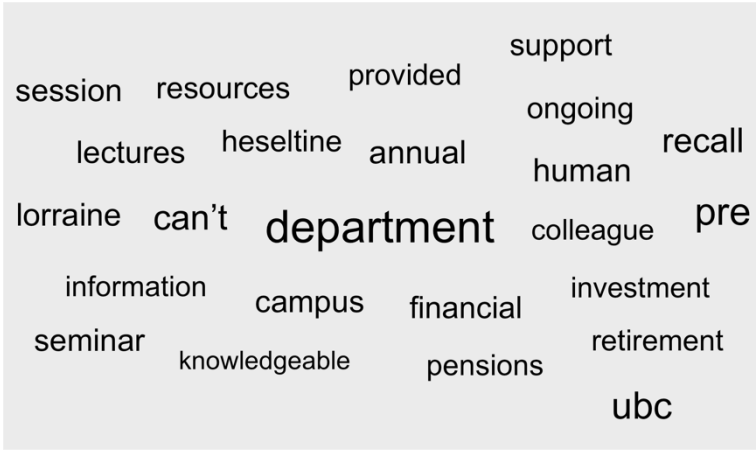 support
session resources provided
ongoing
lectures heseltine annual recall
human
lorraine can’t department colleague pre
information campus financial investment
seminar knowledgeable pensions retirement
ubc